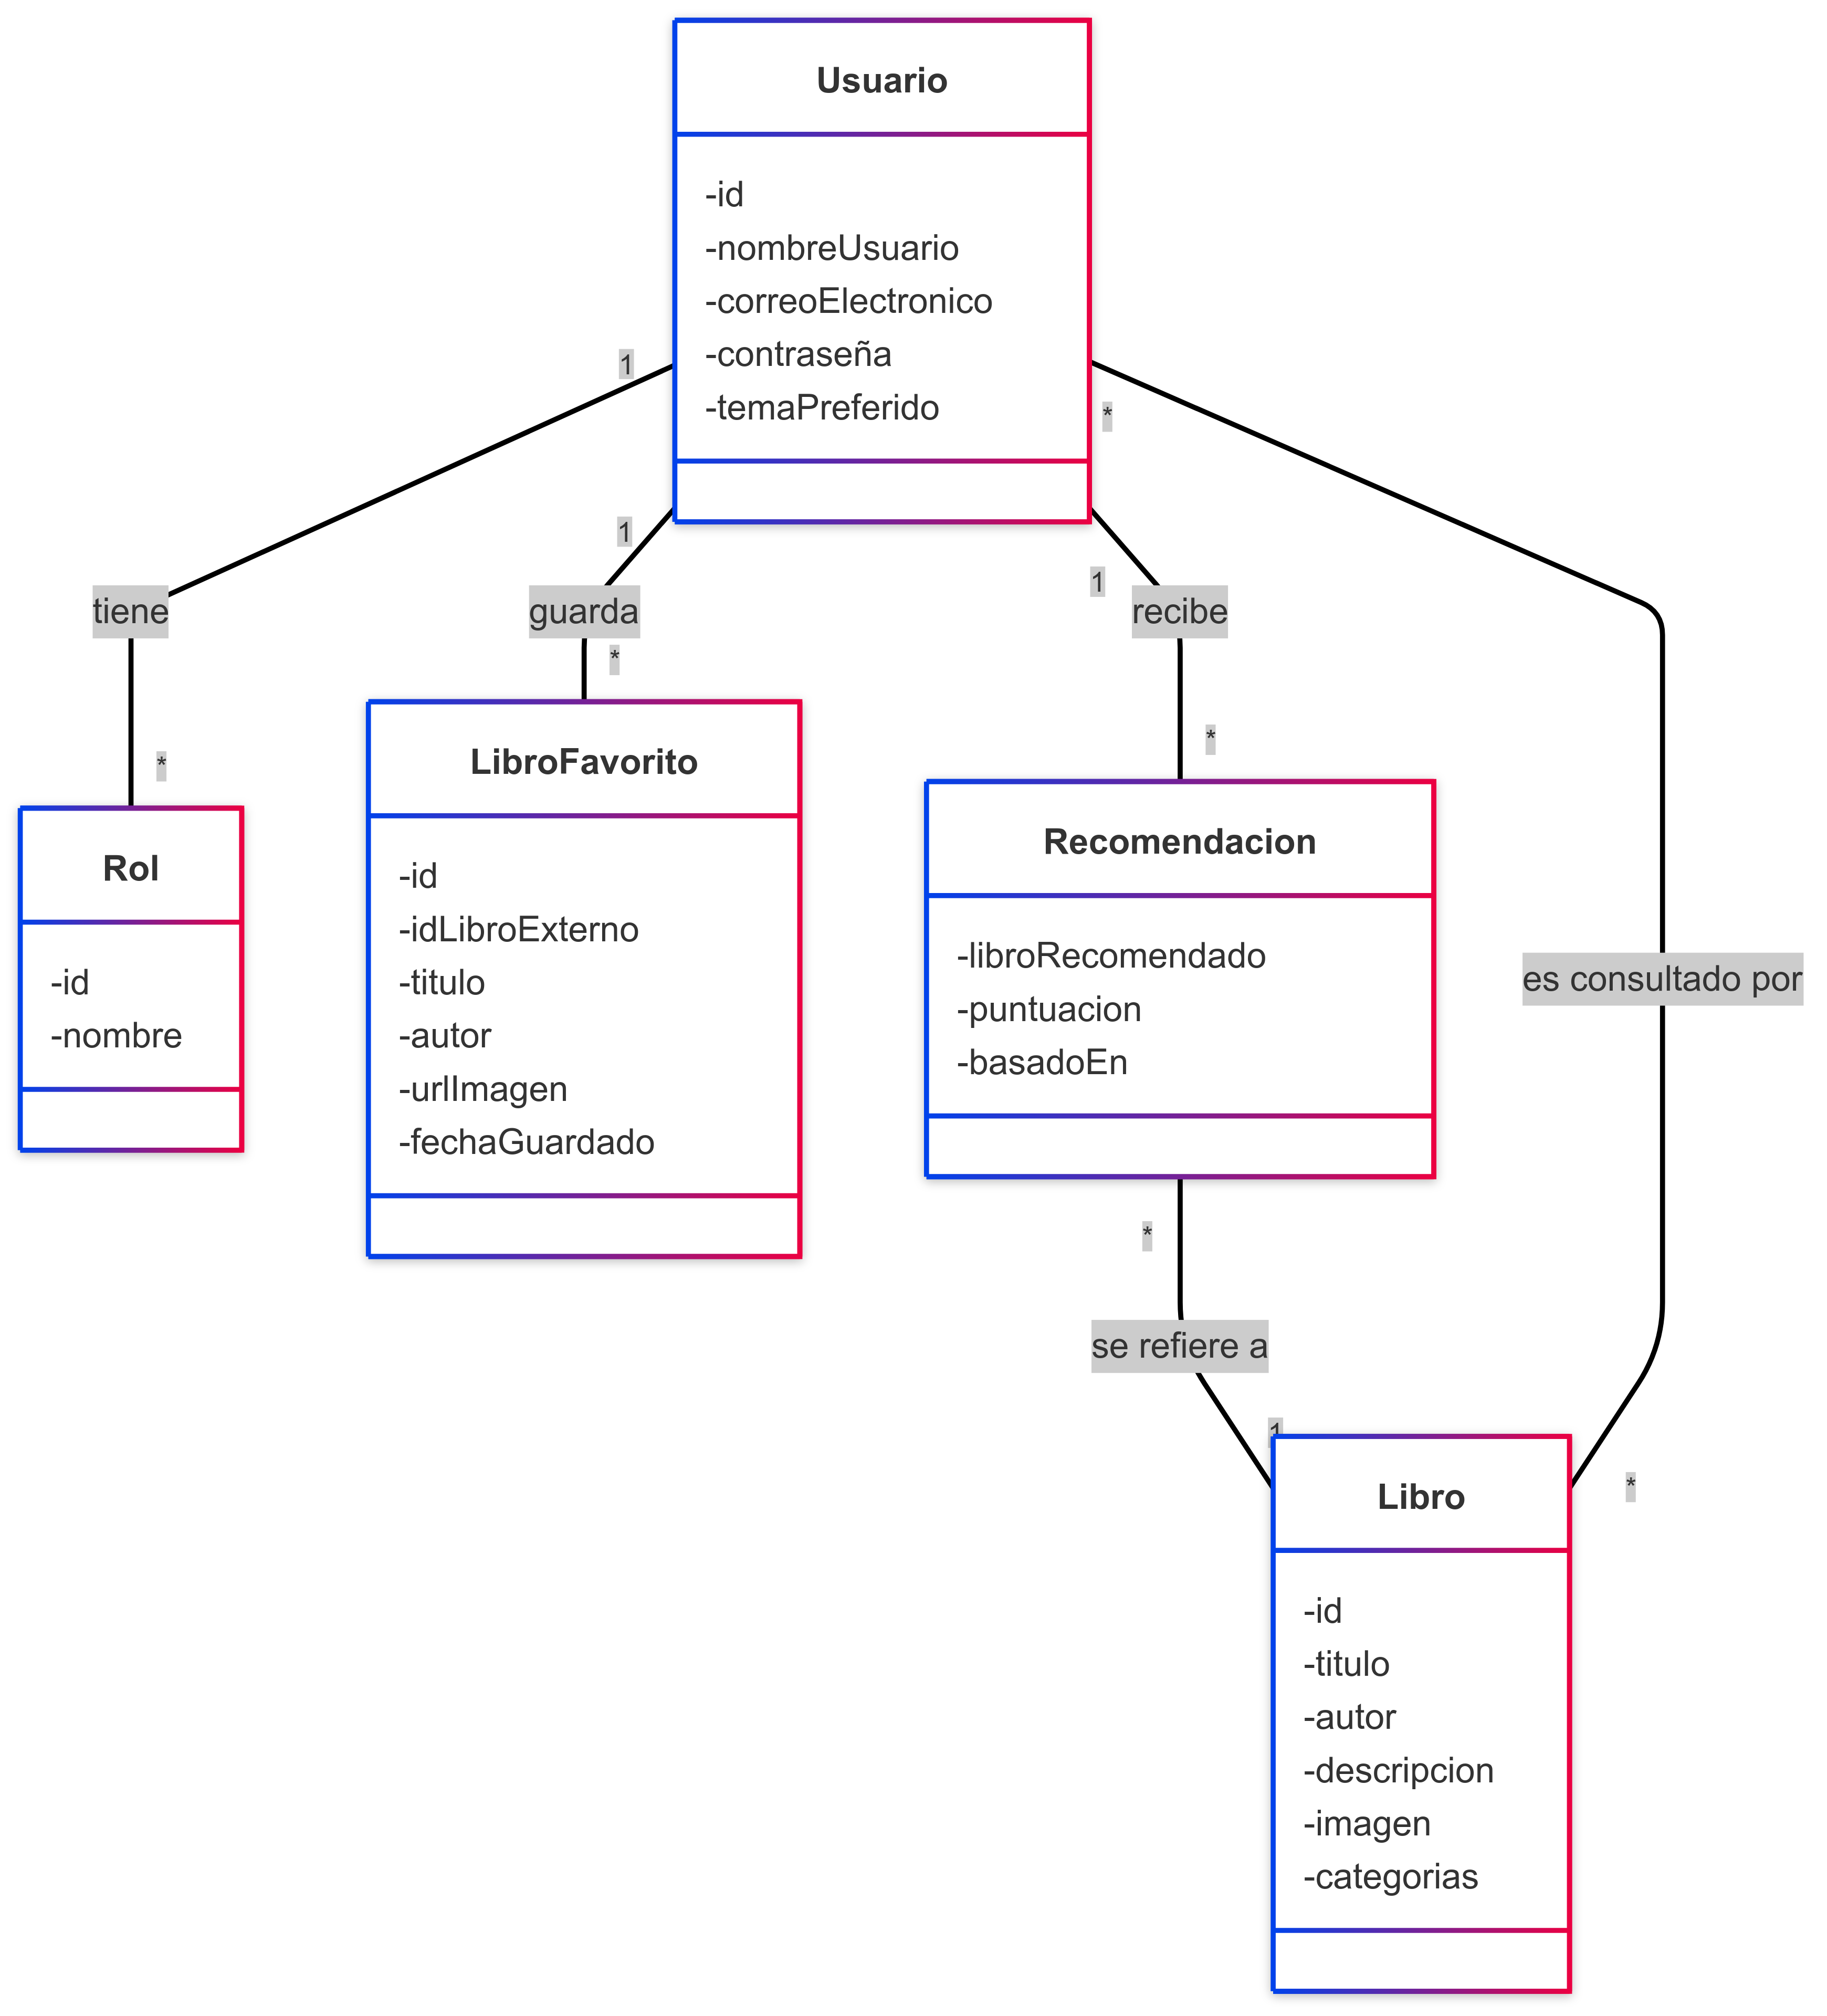 Usuario
-id
-nombreUsuario
-correoElectronico
-contraseña
-temaPreferido
1
*
1
1
tiene
guarda
recibe
*
*
*
LibroFavorito
-id
-idLibroExterno
-titulo
-autor
-urlImagen
-fechaGuardado
Recomendacion
-libroRecomendado
-puntuacion
-basadoEn
Rol
-id
-nombre
es consultado por
*
se refiere a
1
*
Libro
-id
-titulo
-autor
-descripcion
-imagen
-categorias